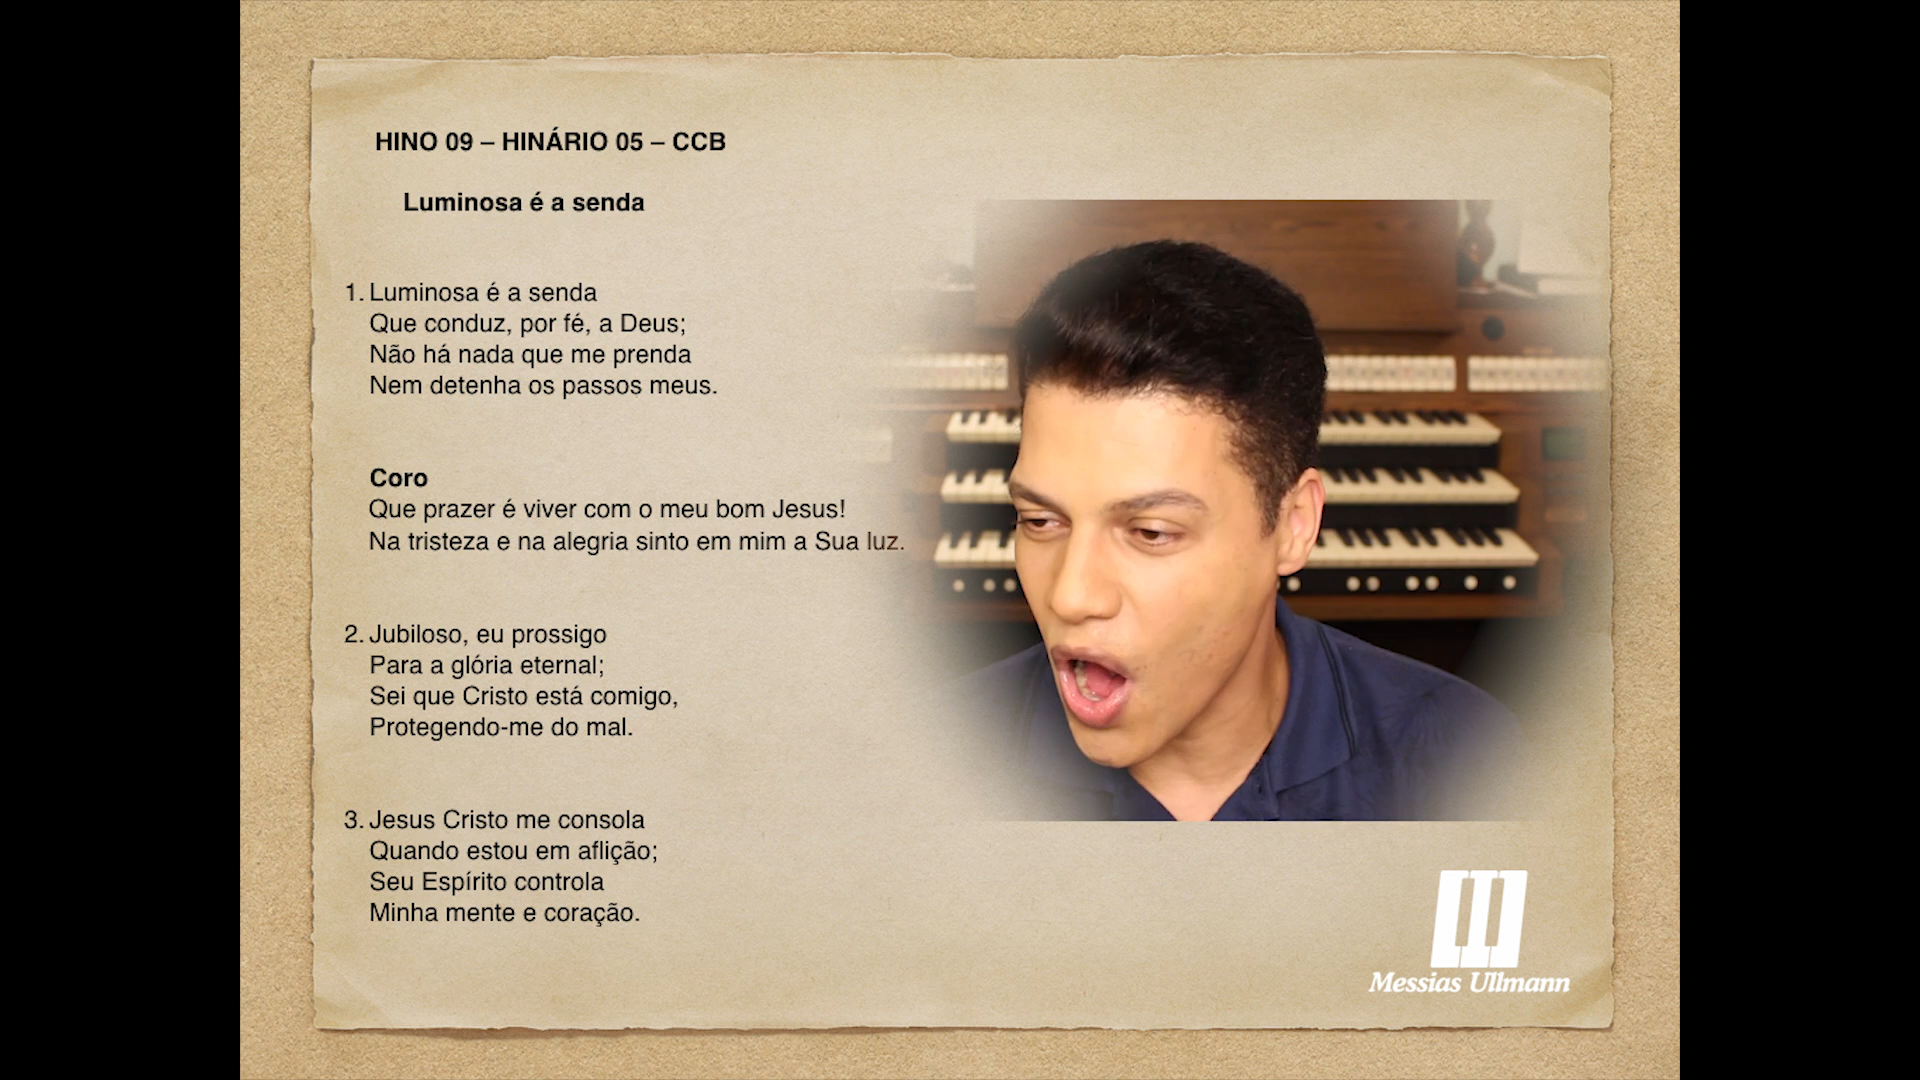 HINO 09 – HINÁRIO 05 – CCB
Luminosa é a senda
1. Luminosa é a senda
Que conduz, por fé, a Deus;
Não há nada que me prenda
Nem detenha os passos meus.
Coro
Que prazer é viver com o meu bom Jesus!
Na tristeza e na alegria sinto em mim a Sua luz.
2. Jubiloso, eu prossigo
Para a glória eternal;
Sei que Cristo está comigo,
Protegendo-me do mal.
3. Jesus Cristo me consola
Quando estou em aflição;
Seu Espírito controla
Minha mente e coração.
Messias Ullmann